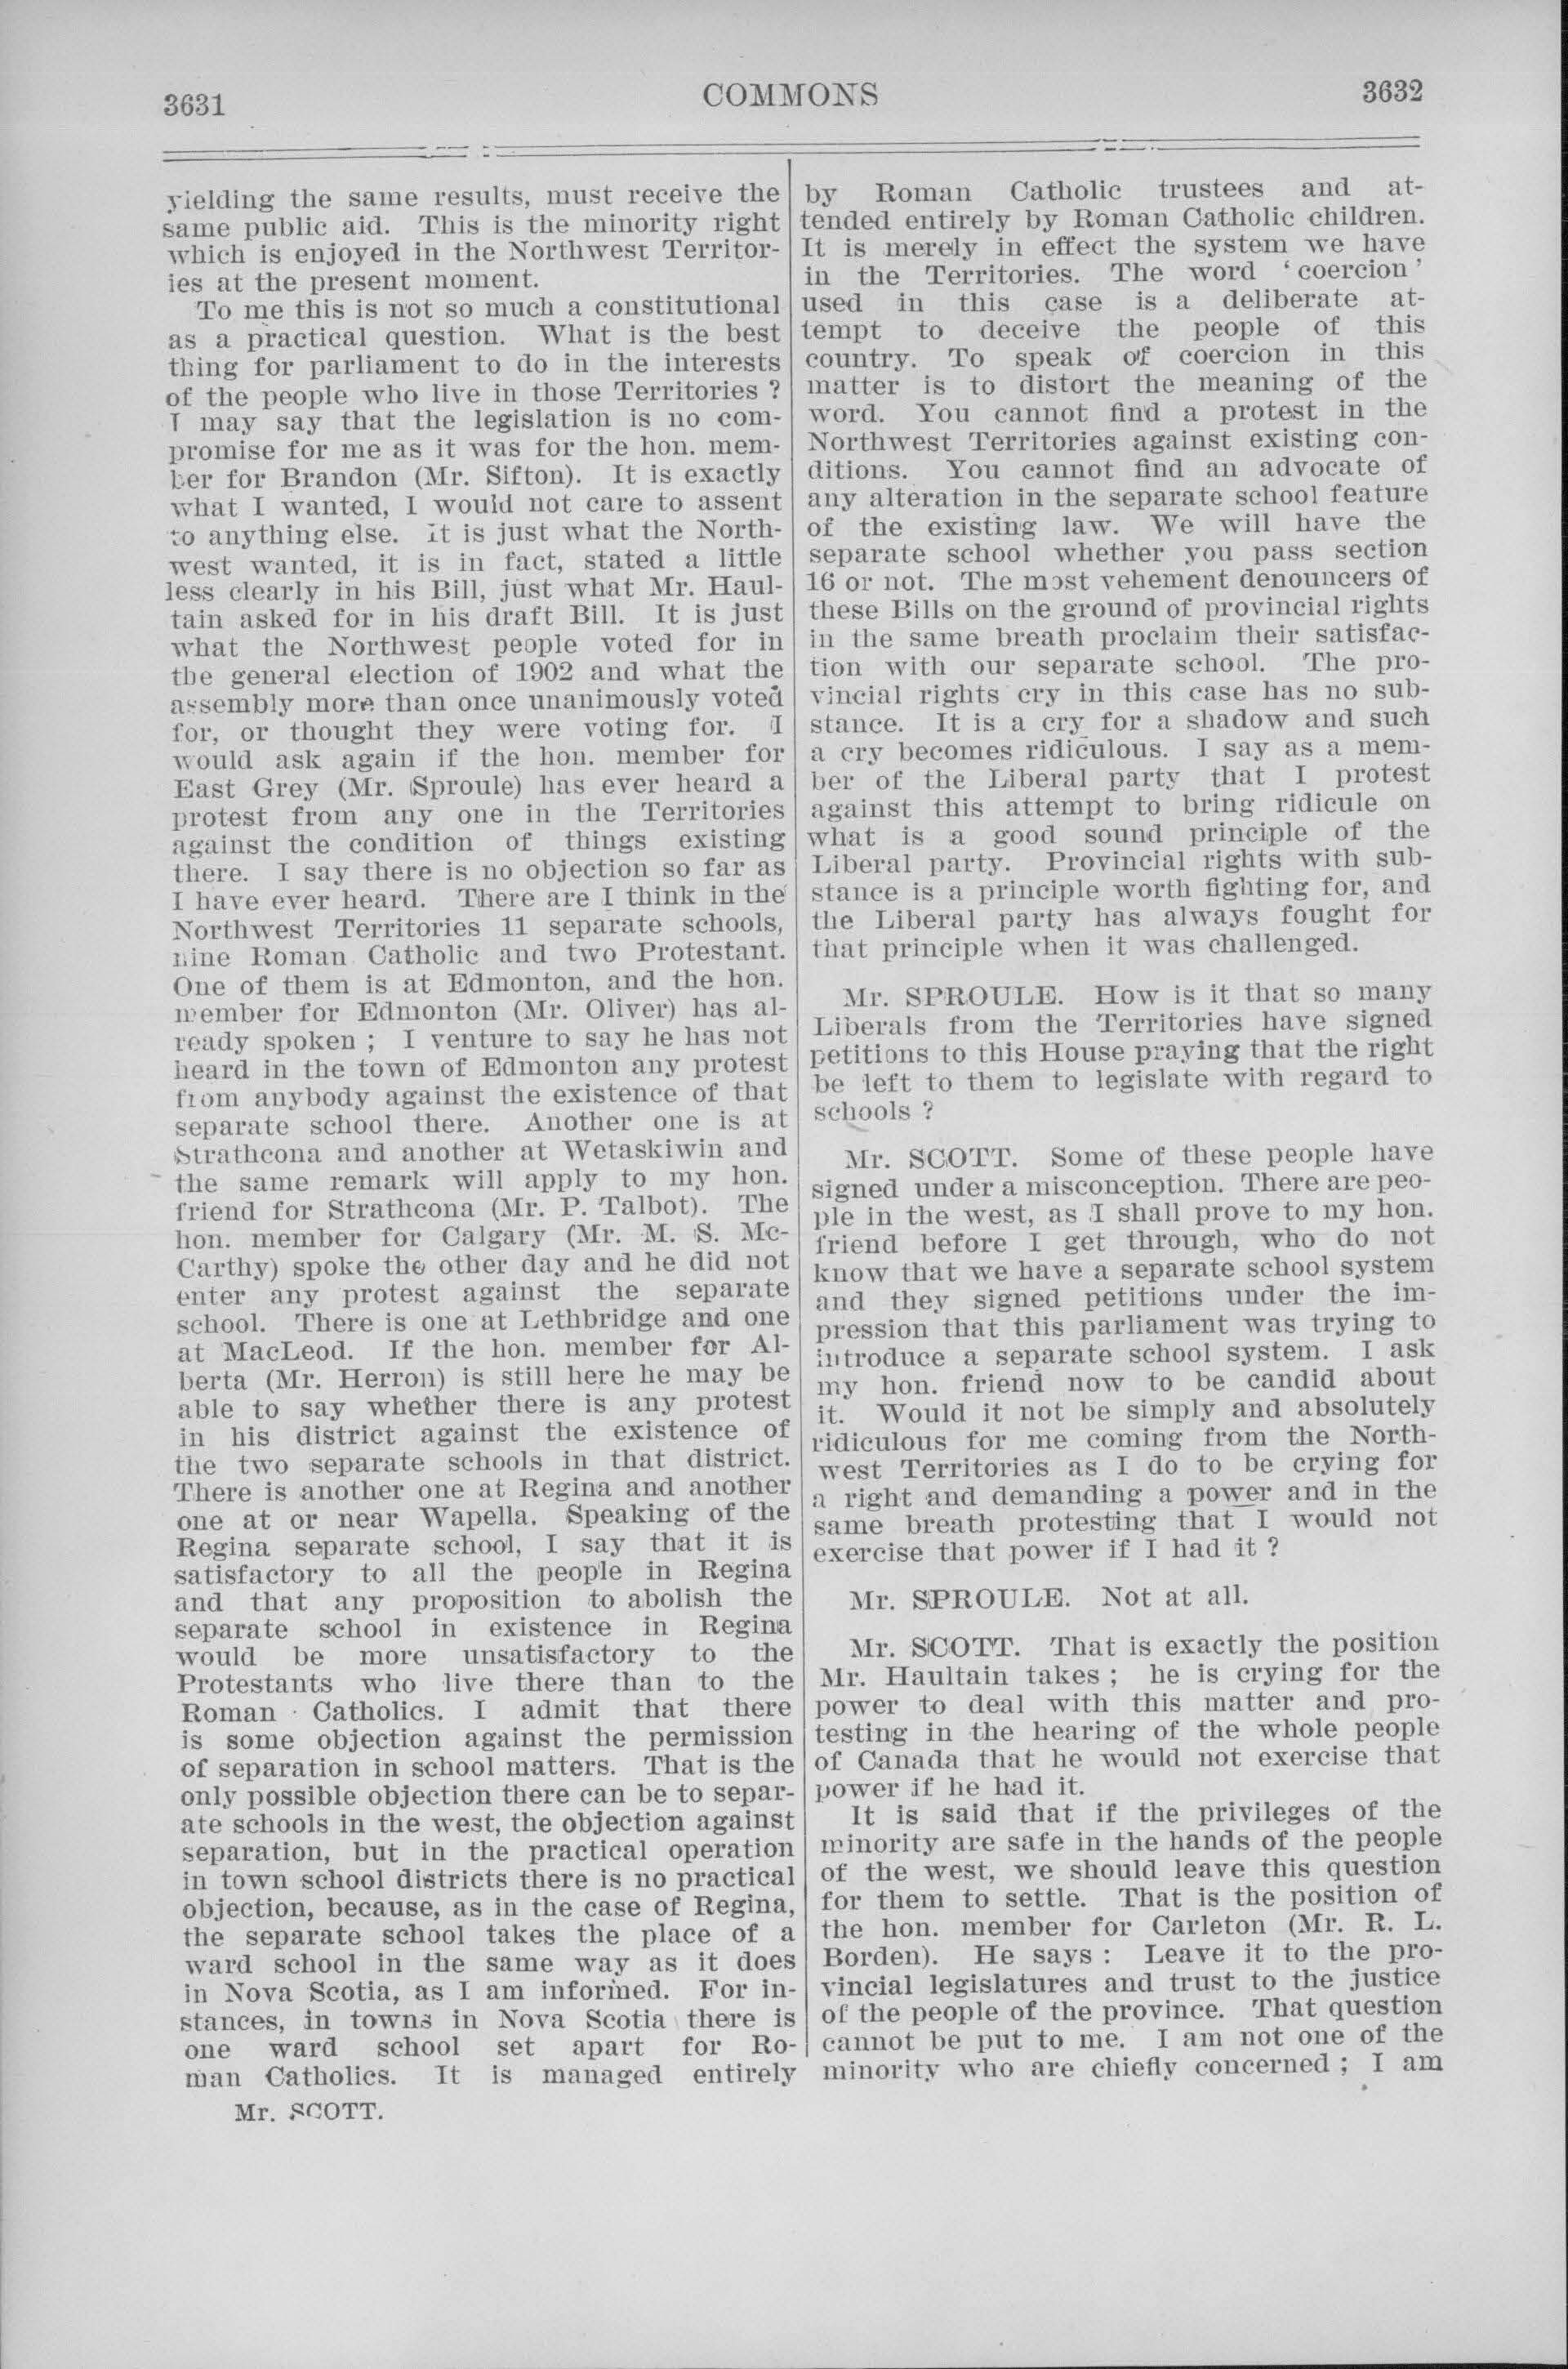 3631
COMMONS
3632
yielding the same results, must receive the
same public aid. This is the minority right
which is enjoyed in the Northwest Territor-
ies at the present moment.
To me this is not so much a constitutional
as a practical question. What is the best
thing for parliament to do in the interests
of the people who live in those Territories ?
I may say that the legislation is no com-
promise for me as it was for the hon. mem-
ber for Brandon (Mr. Sifton). It is exactly
what I wanted, I would not care to assent
to anything else. It is just what the North-
west wanted, it is in fact, stated a little
less clearly in his Bill, just what Mr. Haul-
tain asked for in his draft Bill. It is just
what the Northwest people voted for in
the general election of 1902 and what the
assembly more than once unanimously voted
for, or thought they were voting for. I
would ask again if the hon. member for
East Grey (Mr. Sproule) has ever heard a
protest from any one in the Territories
against the condition of things existing
there. I say there is no objection so far as
I have ever heard. There are I think in the
Northwest Territories 11 separate schools,
nine Roman Catholic and two Protestant.
One of them is at Edmonton, and the hon.
member for Edmonton (Mr. Oliver) has al-
ready spoken ; I venture to say he has not
heard in the town of Edmonton any protest
from anybody against the existence of that
separate school there. Another one is at
Strathcona and another at Wetaskiwin and
the same remark will apply to my hon.
friend for Strathcona (Mr. P. Talbot). The
hon. member for Calgary (Mr. M. S. Mc-
Carthy) spoke the other day and he did not
enter any protest against the separate
school. There is one at Lethbridge and one
at MacLeod. If the hon. member for Al-
berta (Mr. Herron) is still here he may be
able to say whether there is any protest
in his district against the existence of
the two separate schools in that district.
There is another one at Regina and another
one at or near Wapella. Speaking of the
Regina separate school, I say that it is
satisfactory to all the people in Regina
and that any proposition to abolish the
separate school in existence in Regina
would be more unsatisfactory to the
Protestants who live there than to the
Roman Catholics. I admit that there
is some objection against the permission
of separation in school matters. That is the
only possible objection there can be to separ-
ate schools in the west, the objection against
separation, but in the practical operation
in town school districts there is no practical
objection, because, as in the case of Regina,
the separate school takes the place of a
ward school in the same way as it does
in Nova Scotia, as I am informed. For in-
stances, in towns in Nova Scotia there is
one ward school set apart for Ro-
man Catholics. It is managed entirely
Mr. SCOTT.
by Roman Catholic trustees and at-
tended entirely by Roman Catholic children.
It is merely in effect the system we have
in the Territories. The word ' coercion '
used in this case is a deliberate at-
tempt to deceive the people of this
country. To speak of coercion in this
matter is to distort the meaning of the
word. You cannot find a protest in the
Northwest Territories against existing con-
ditions. You cannot find an advocate of
any alteration in the separate school feature
of the existing law. We will have the
separate school whether you pass section
16 or not. The most vehement denouncers of
these Bills on the ground of provincial rights
in the same breath proclaim their satisfac-
tion with our separate school. The pro-
vincial rights cry in this case has no sub-
stance. It is a cry for a shadow and such
a cry becomes ridiculous. I say as a mem-
ber of the Liberal party that I protest
against this attempt to bring ridicule on
what is a good sound principle of the
Liberal party. Provincial rights with sub-
stance is a principle worth fighting for, and
the Liberal party has always fought for
that principle when it was challenged.
Mr. SPROULE. How is it that so many
Liberals from the Territories have signed
petitions to this House praying that the right
be left to them to legislate with regard to
schools ?
Mr. SCOTT. Some of these people have
signed under a misconception. There are peo-
ple in the west, as I shall prove to my hon.
friend before I get through, who do not
know that we have a separate school system
and they signed petitions under the im-
pression that this parliament was trying to
introduce a separate school system. I ask
my hon. friend now to be candid about
it. Would it not be simply and absolutely
ridiculous for me coming from the North-
west Territories as I do to be crying for
a right and demanding a power and in the
same breath protesting that I would not
exercise that power if I had it ?
Mr. SPROULE. Not at all.
Mr. SCOTT. That is exactly the position
Mr. Haultain takes ; he is crying for the
power to deal with this matter and pro-
testing in the hearing of the whole people
of Canada that he would not exercise that
power if he had it.
It is said that if the privileges of the
minority are safe in the hands of the people
of the west, we should leave this question
for them to settle. That is the position of
the hon. member for Carleton (Mr. R. L.
Borden). He says : Leave it to the pro-
vincial legislatures and trust to the justice
of the people of the province. That question
cannot be put to me. I am not one of the
minority who are chiefly concerned ; I am